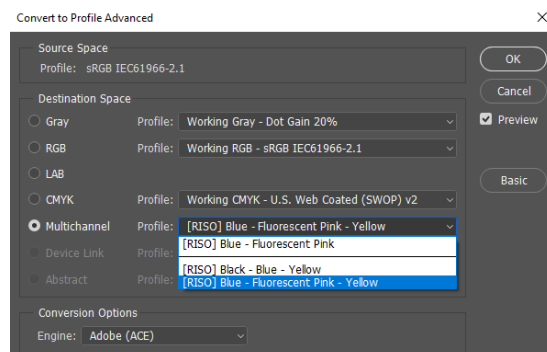 Convert to Profile Advanced
Source Space
Profile: sRGB IEC61966-2.1
OK
Destination Space
Cancel
Gray Profile: Working Gray - Dot Gain 20%
Preview
RGB Profile: Working RGB - sRGB IEC61966-2.1
LAB
Basic
CMYK Profile: Working CMYK - U.S. Web Coated (SWOP) v2
Multichannel Profile: [RISO] Blue - Fluorescent Pink - Yellow
[RISO] Blue - Fluorescent Pink
Device Link Profile:
[RISO] Black - Blue - Yellow
Abstract Profile: [RISO] Blue - Fluorescent Pink - Yellow
Conversion Options
Engine: Adobe (ACE)